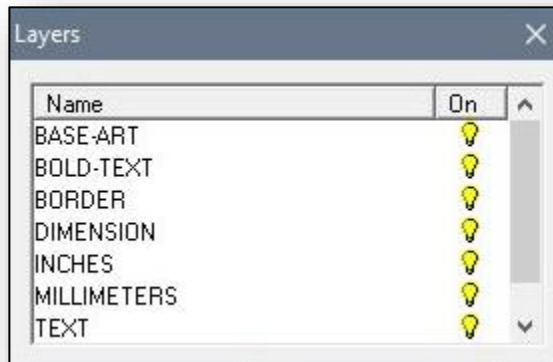 Layers
Name On
BASE-ART
BOLD-TEXT
BORDER
DIMENSION
INCHES
MILLIMETERS
TEXT